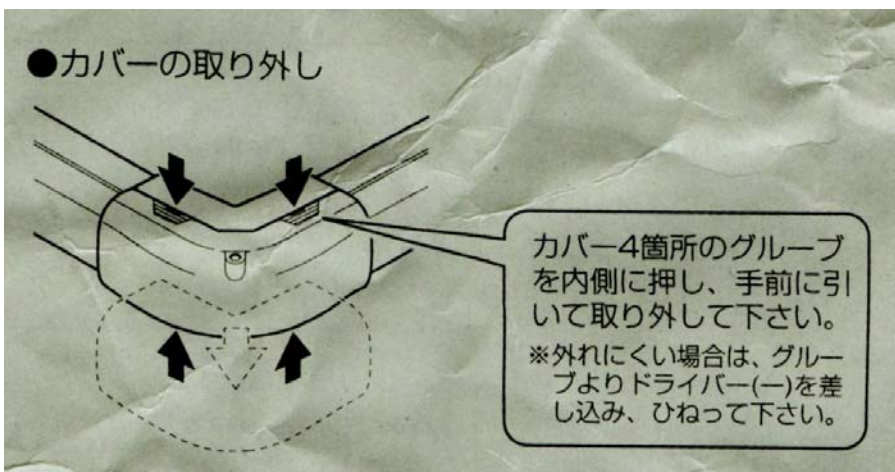 ●カバーの取り外し
カバー4箇所のグルーブ
を内側に押し、手前に引
いて取り外して下さい。
※外れにくい場合は、グルー
ブよりドライバー(ー)を差
し込み、ひねって下さい。